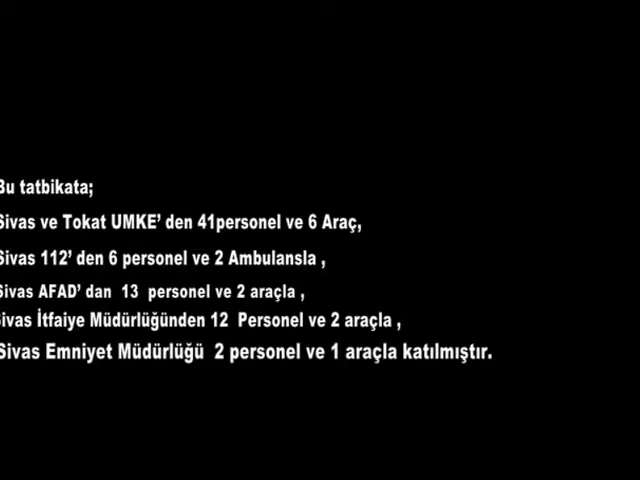 Bu tatbikata;
Sivas ve Tokat UMKE’ den 41personel ve 6 Araç,
Sivas 112’ den 6 personel ve 2 Ambulansla ,
Sivas AFAD’ dan 13 personel ve 2 araçla ,
Sivas İtfaiye Müdürlüğünden 12 Personel ve 2 araçla ,
Sivas Emniyet Müdürlüğü 2 personel ve 1 araçla katılmıştır.